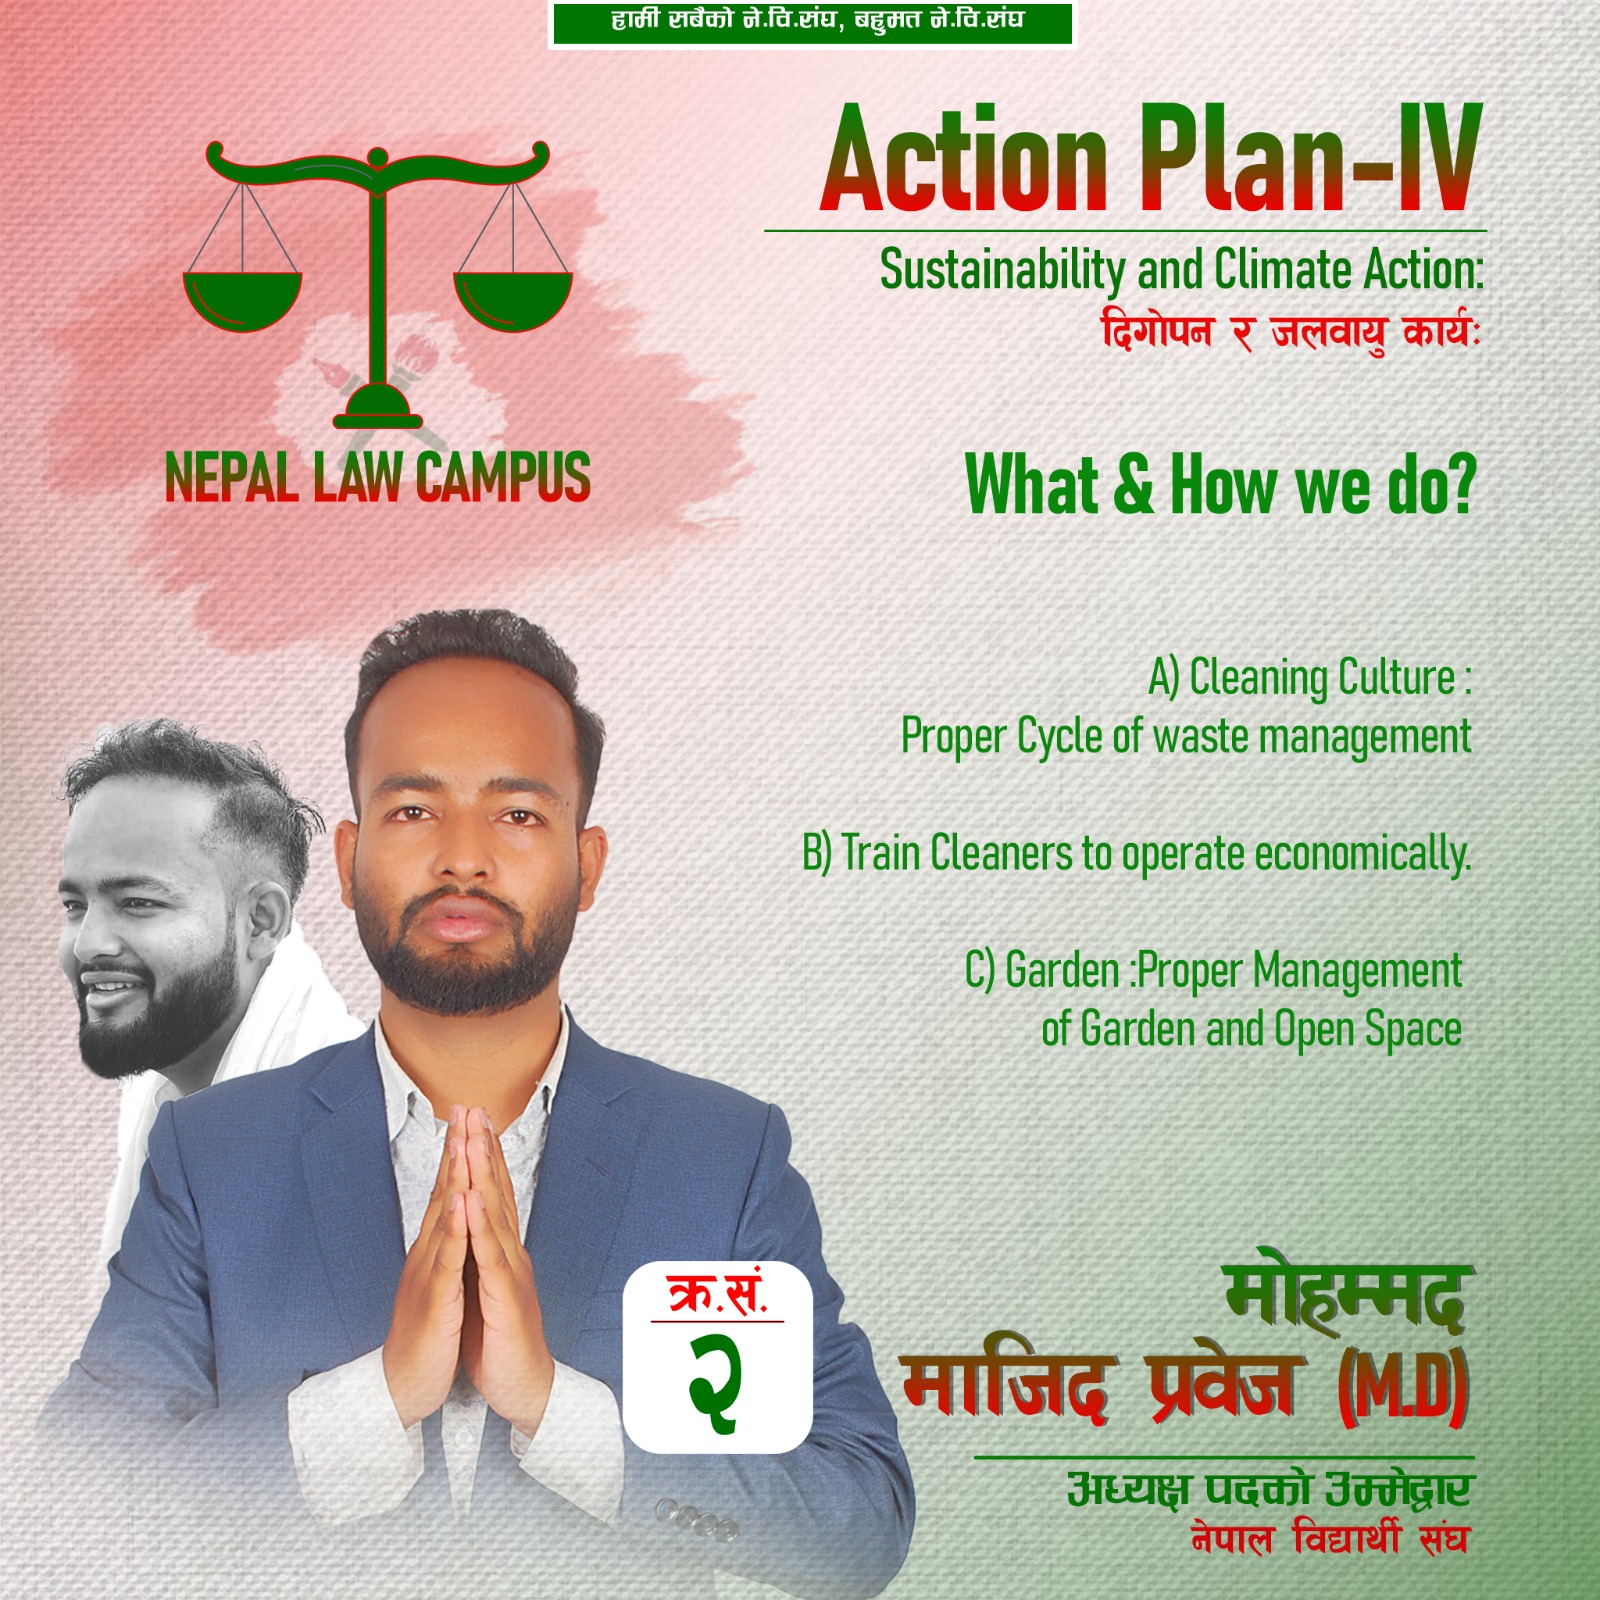 हामी सबैको ने.वि.संघ, बहुमत ने.वि.संघ
Action Plan-IV
Sustainability and Climate Action:
दिगोपन र जलवायु कार्यः
NEPAL LAW CAMPUS
What & How we do?
A) Cleaning Culture :
Proper Cycle of waste management
B) Train Cleaners to operate economically.
C) Garden :Proper Management
of Garden and Open Space
क्र.सं.
२
मोहम्मद
माजिद प्रवेज (M.D)
अध्यक्ष पदको उम्मेद्वार
नेपाल विद्यार्थी संघ